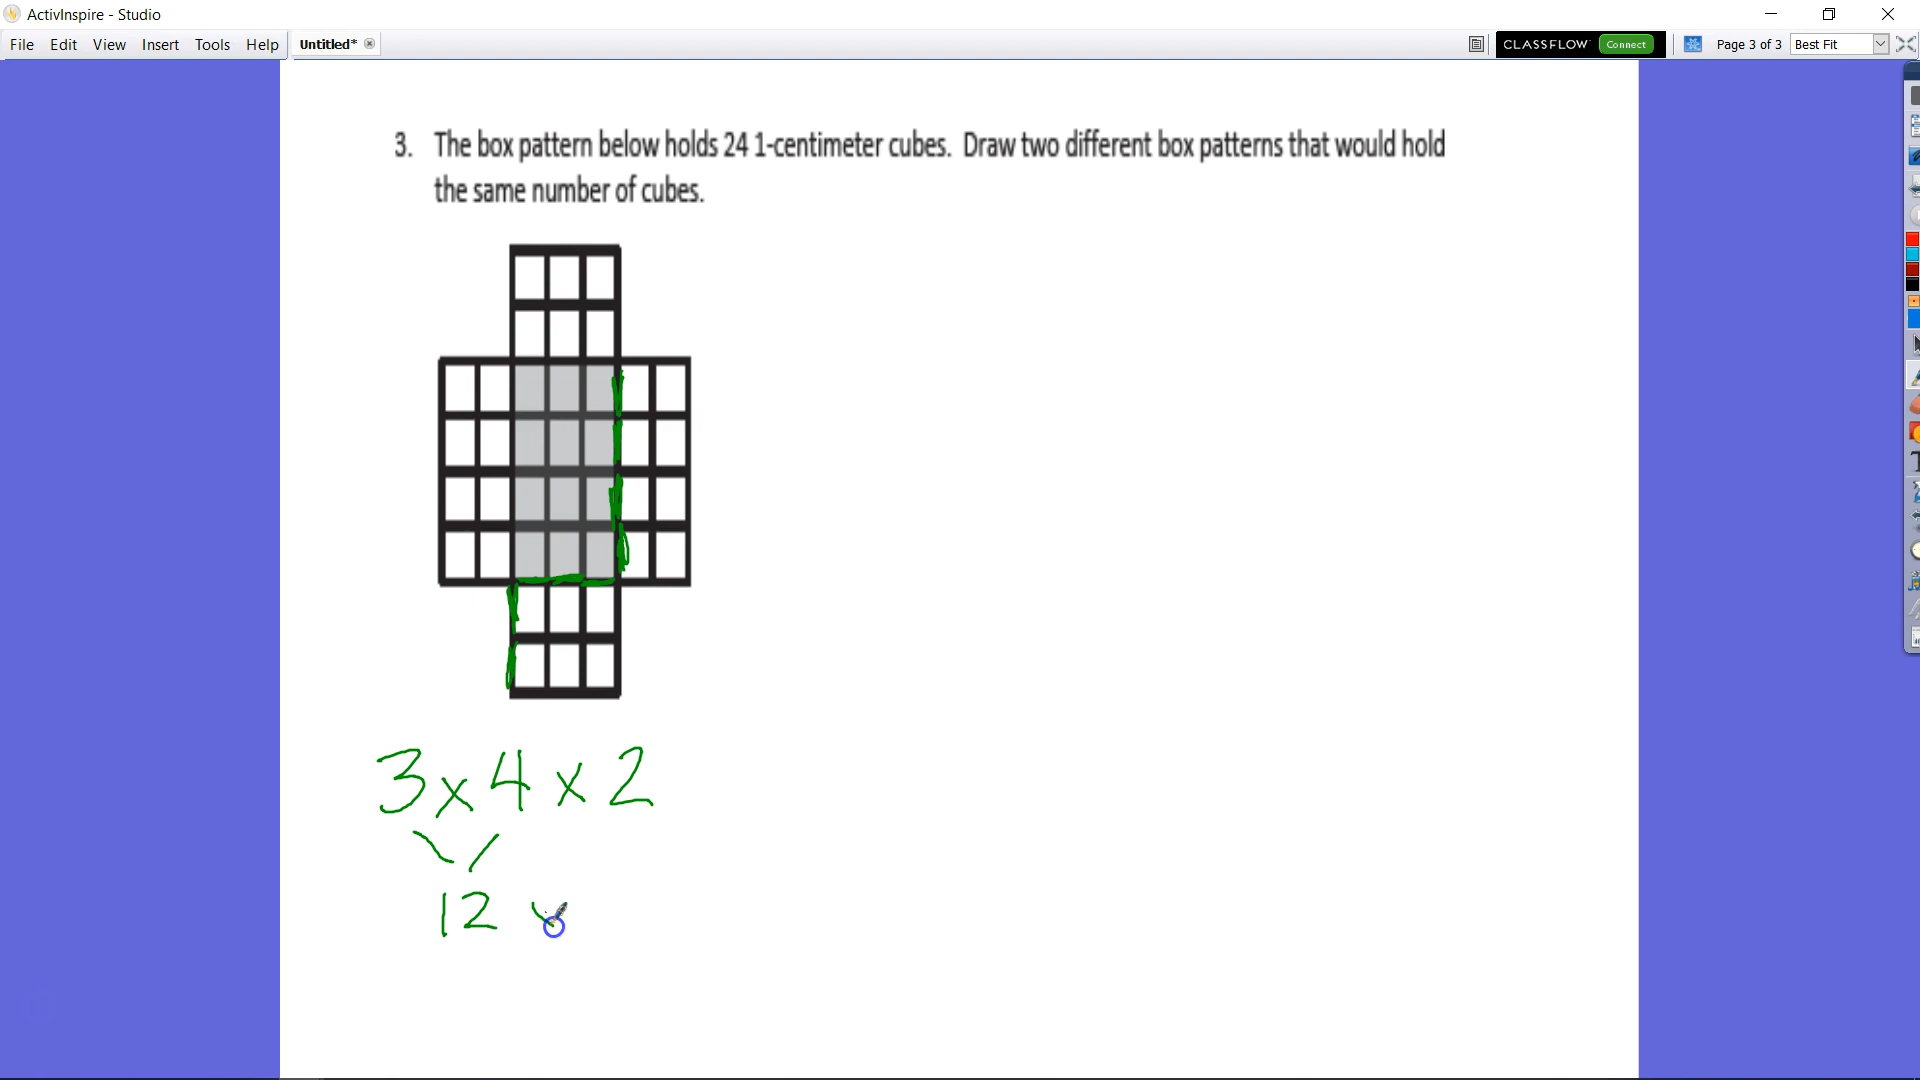 ActivInspire - Studio
File Edit View Insert Tools Help Untitled* CLASSFLOW Connect Page 3 of 3 Best Fit
3. The box pattern below holds 24 1-centimeter cubes. Draw two different box patterns that would hold
the same number of cubes.
3 x 4 x 2
12